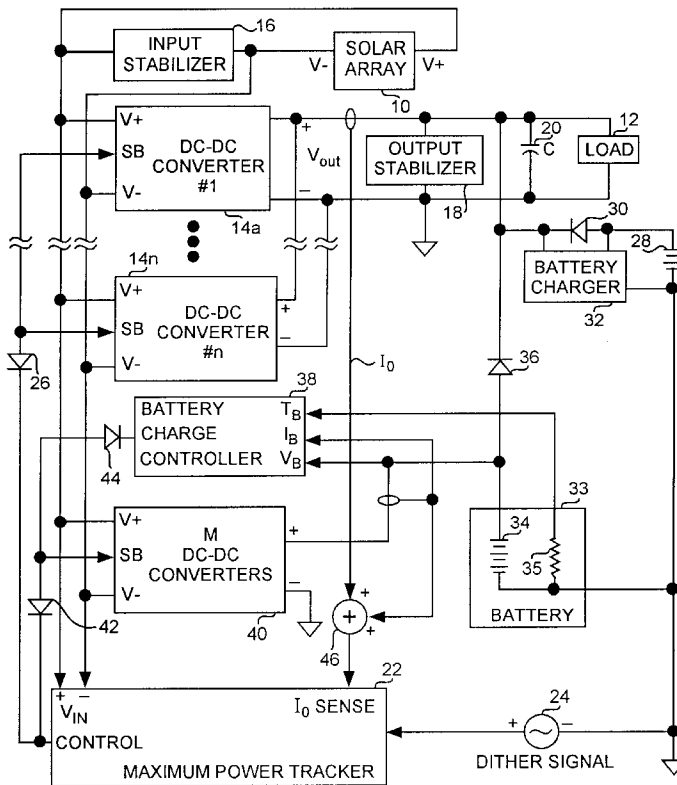 16
INPUT
STABILIZER
V-
SOLAR
ARRAY
V+
10
V+
SB
V-
DC-DC
CONVERTER
#1
14a
+
Vout
−
OUTPUT
STABILIZER
18
20
C
12
LOAD
30
28
BATTERY
CHARGER
32
14n
V+
SB
V-
DC-DC
CONVERTER
#n
+
−
26
I0
36
38
BATTERY
CHARGE
CONTROLLER
TB
IB
VB
44
33
34
35
BATTERY
V+
SB
V-
M
DC-DC
CONVERTERS
+
−
40
42
+
+
+
46
22
+ −
VIN
I0 SENSE
CONTROL
MAXIMUM POWER TRACKER
24
+ −
DITHER SIGNAL